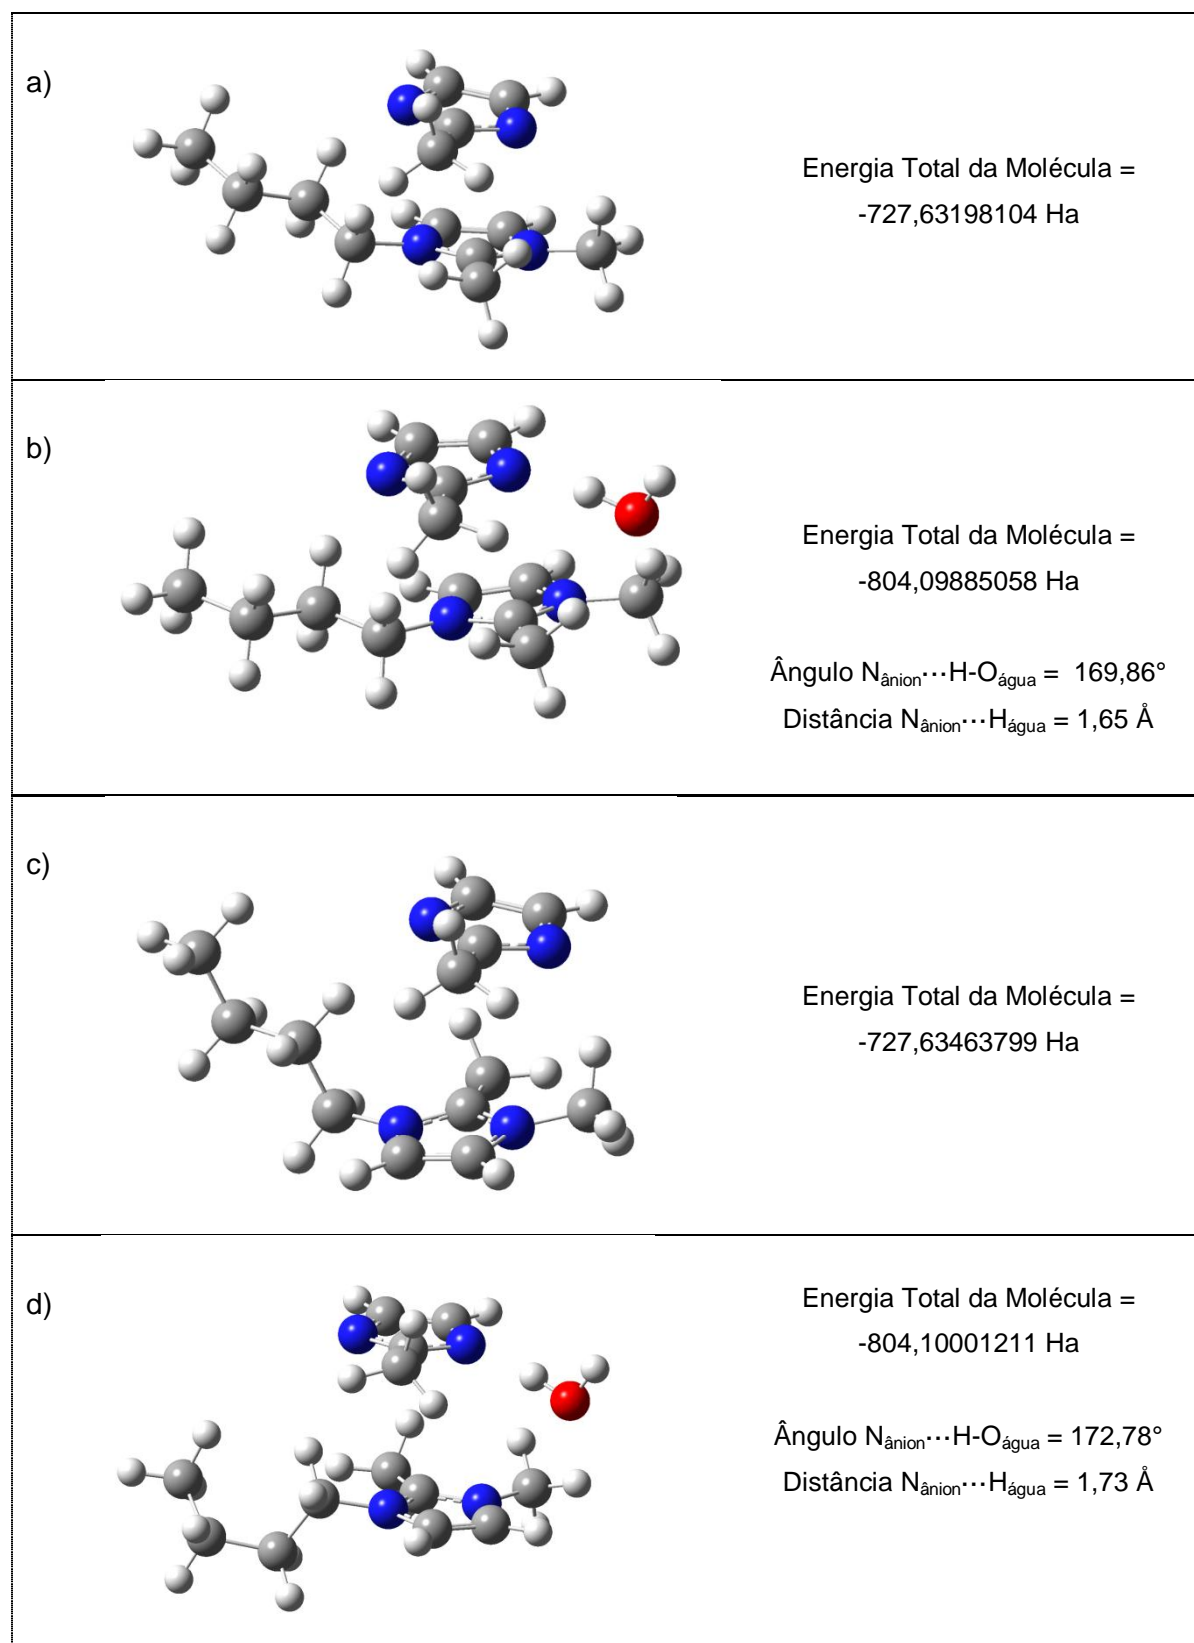 a)
Energia Total da Molécula =
-727,63198104 Ha
b)
Energia Total da Molécula =
-804,09885058 Ha
Ângulo Nânion···H-Oágua = 169,86°
Distância Nânion···Hágua = 1,65 Å
c)
Energia Total da Molécula =
-727,63463799 Ha
d)
Energia Total da Molécula =
-804,10001211 Ha
Ângulo Nânion···H-Oágua = 172,78°
Distância Nânion···Hágua = 1,73 Å